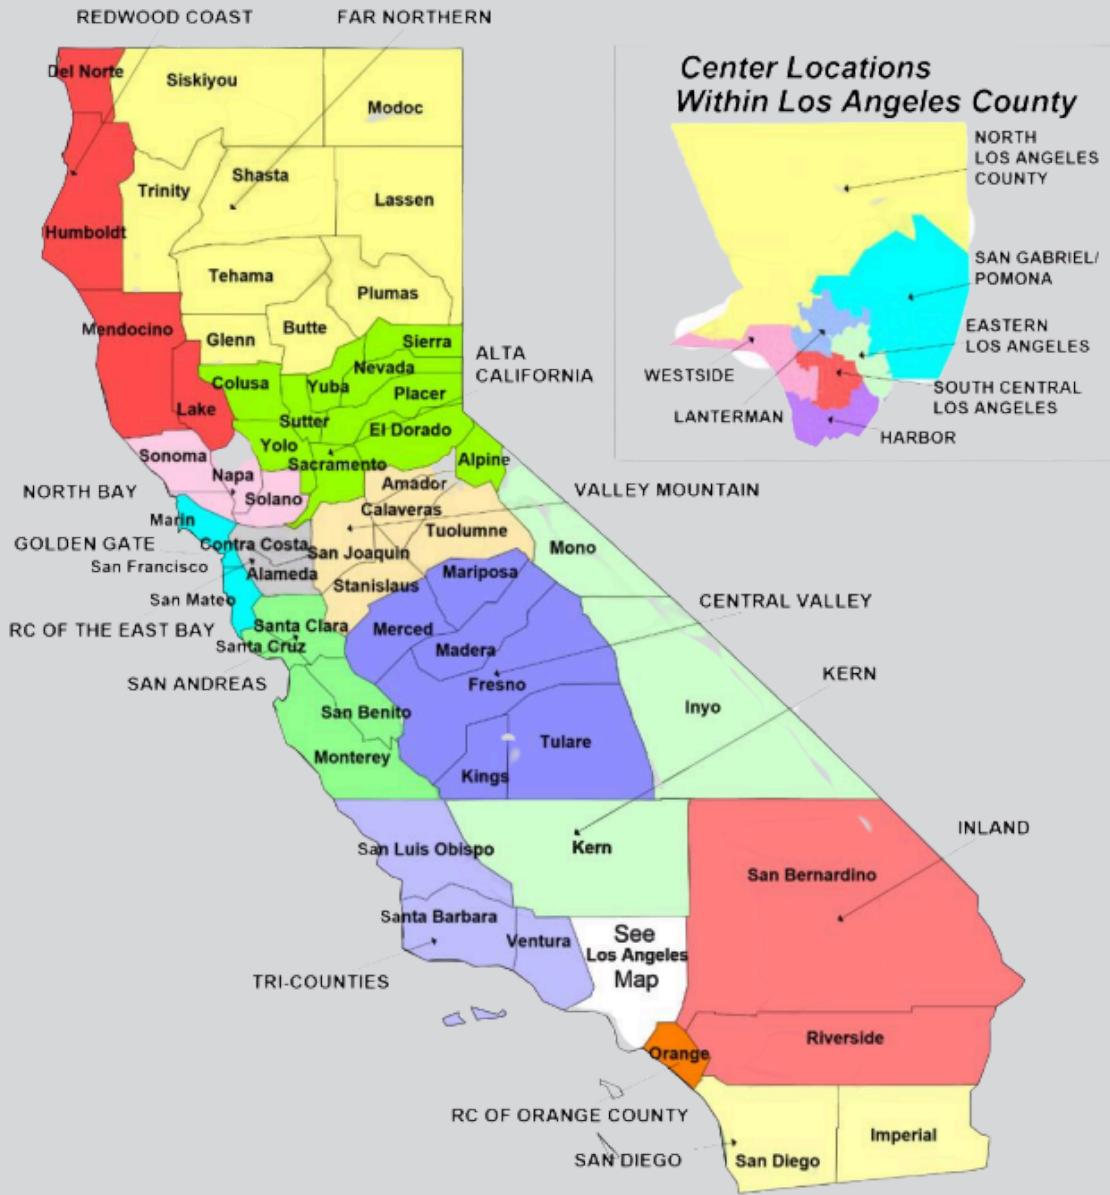 REDWOOD COAST
FAR NORTHERN
Del Norte
Siskiyou
Modoc
Trinity
Shasta
Lassen
Humboldt
Tehama
Plumas
Mendocino
Glenn
Butte
Sierra
Nevada
Colusa
Yuba
Placer
Lake
Sutter
El Dorado
ALTA
CALIFORNIA
Yolo
Sacramento
Alpine
Sonoma
Napa
Solano
Amador
NORTH BAY
VALLEY MOUNTAIN
Calaveras
Marin
Tuolumne
GOLDEN GATE
Contra Costa
San Joaquin
Mono
San Francisco
Alameda
Stanislaus
Mariposa
San Mateo
CENTRAL VALLEY
RC OF THE EAST BAY
Santa Clara
Merced
Santa Cruz
Madera
KERN
SAN ANDREAS
Fresno
San Benito
Inyo
Tulare
Monterey
Kings
INLAND
San Luis Obispo
Kern
San Bernardino
Santa Barbara
Ventura
See
Los Angeles
Map
TRI-COUNTIES
Riverside
Orange
RC OF ORANGE COUNTY
Imperial
SAN DIEGO
San Diego
Center Locations
Within Los Angeles County
NORTH
LOS ANGELES
COUNTY
SAN GABRIEL/
POMONA
EASTERN
LOS ANGELES
WESTSIDE
SOUTH CENTRAL
LOS ANGELES
LANTERMAN
HARBOR